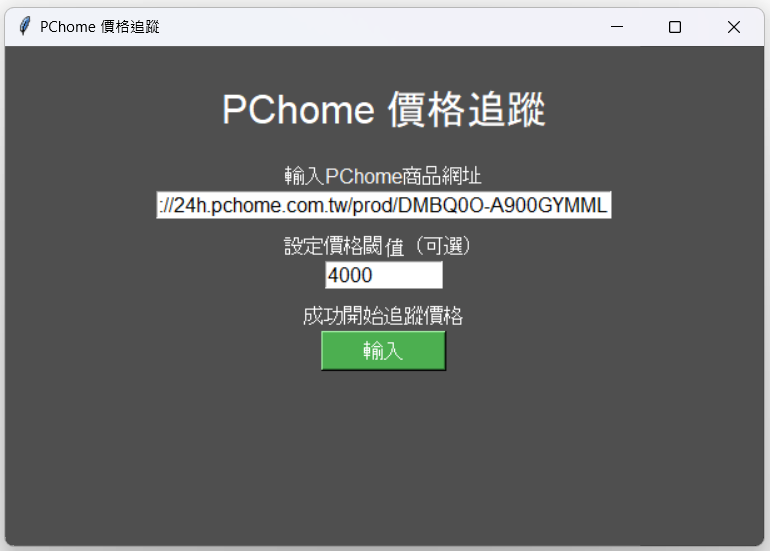 PChome 價格追蹤
PChome 價格追蹤
輸入PChome商品網址
://24h.pchome.com.tw/prod/DMBQ0O-A900GYMML
設定價格閾值（可選）
4000
成功開始追蹤價格
輸入